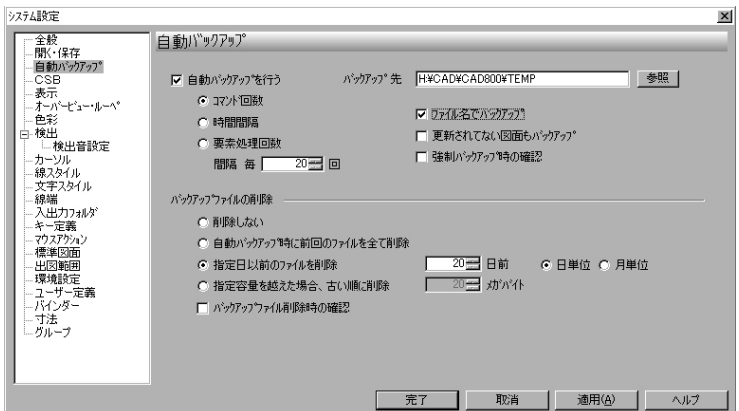 システム設定
全般
開く・保存
自動バックアップ
CSB
表示
オーバービュー・ルーペ
色彩
検出
検出音設定
カーソル
線スタイル
文字スタイル
線端
入出力フォルダ
キー定義
マウスアクション
標準図面
出図範囲
環境設定
ユーザー定義
バインダー
寸法
グループ
自動バックアップ
自動バックアップを行う
バックアップ先 H:¥CAD¥CAD800¥TEMP 参照
コマンド回数
時間間隔
要素処理回数
間隔 毎 20 回
ファイル名でバックアップ
更新されてない図面もバックアップ
強制バックアップ時の確認
バックアップファイルの削除
削除しない
自動バックアップ時に前回のファイルを全て削除
指定日以前のファイルを削除 20 日前 日単位 月単位
指定容量を越えた場合、古い順に削除 20 メガバイト
バックアップファイル削除時の確認
完了 取消 適用(A) ヘルプ